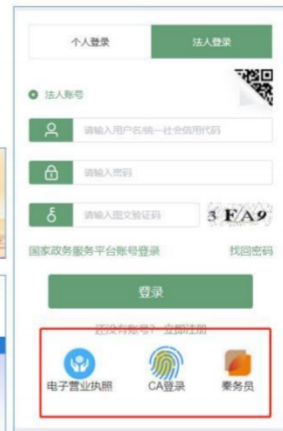 个人登录 法人登录
法人账号
请输入用户名/统一社会信用代码
请输入密码
请输入图文验证码 3 F/A9
国家政务服务平台账号登录 找回密码
登录
还没有账号？ 立即注册
电子营业执照 CA登录 秦务员